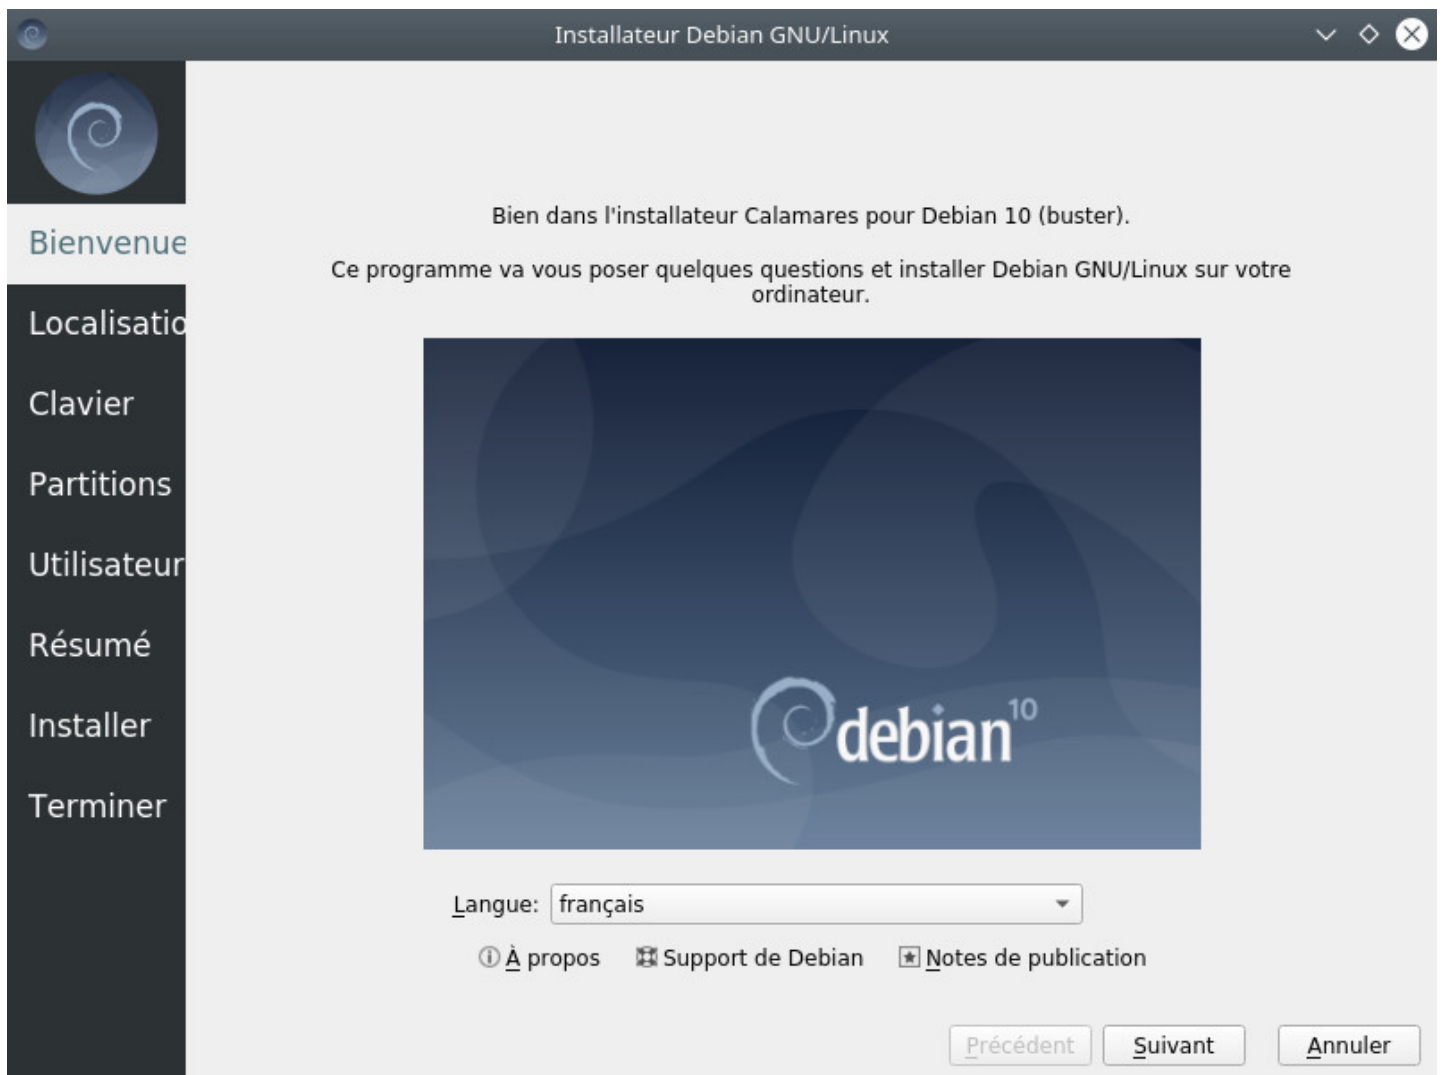 Installateur Debian GNU/Linux
Bienvenue
Localisatio
Clavier
Partitions
Utilisateur
Résumé
Installer
Terminer
Bien dans l'installateur Calamares pour Debian 10 (buster).
Ce programme va vous poser quelques questions et installer Debian GNU/Linux sur votre
ordinateur.
debian 10
Langue: français
À propos Support de Debian Notes de publication
Précédent Suivant Annuler